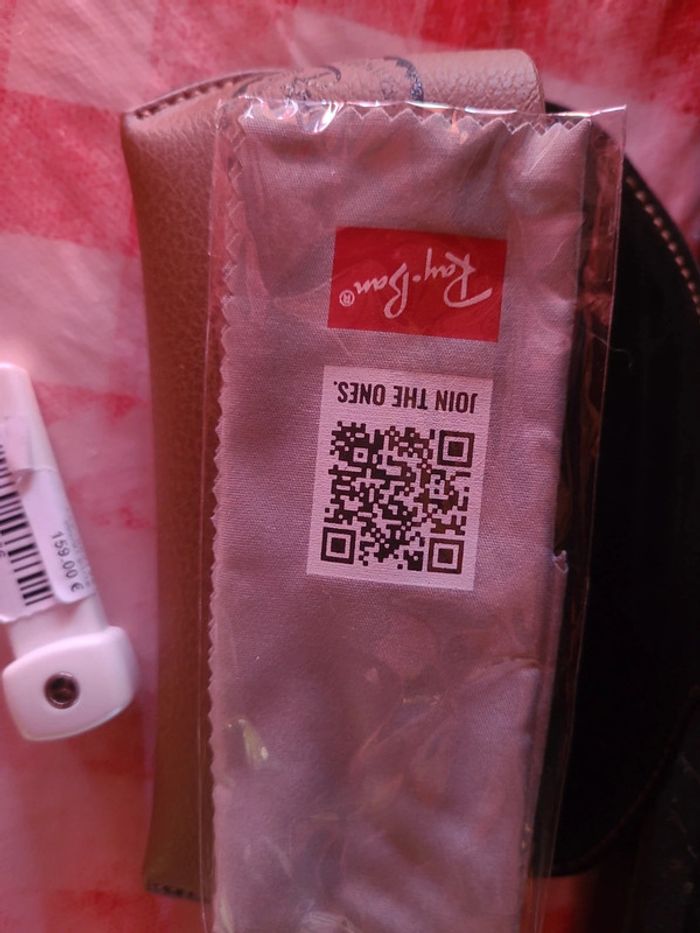 Ray-Ban®
JOIN THE ONES.
159.00 €